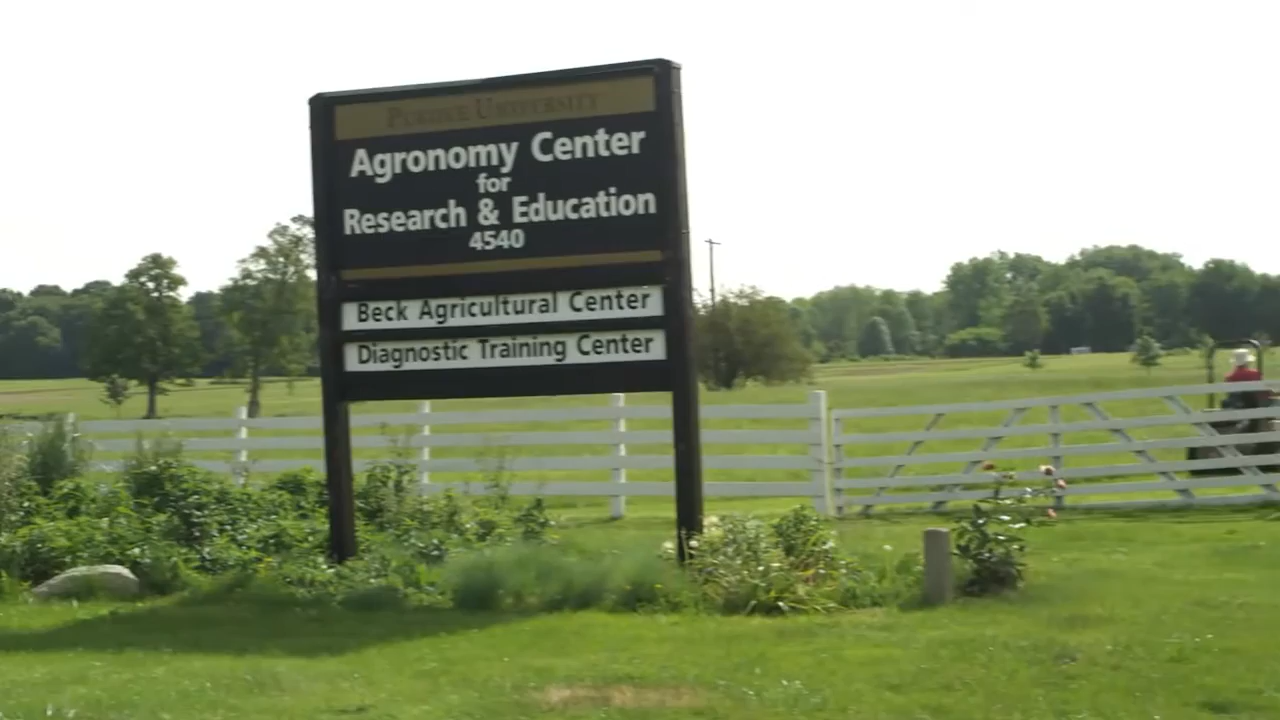 PURDUE UNIVERSITY
Agronomy Center
for
Research & Education
4540
Beck Agricultural Center
Diagnostic Training Center